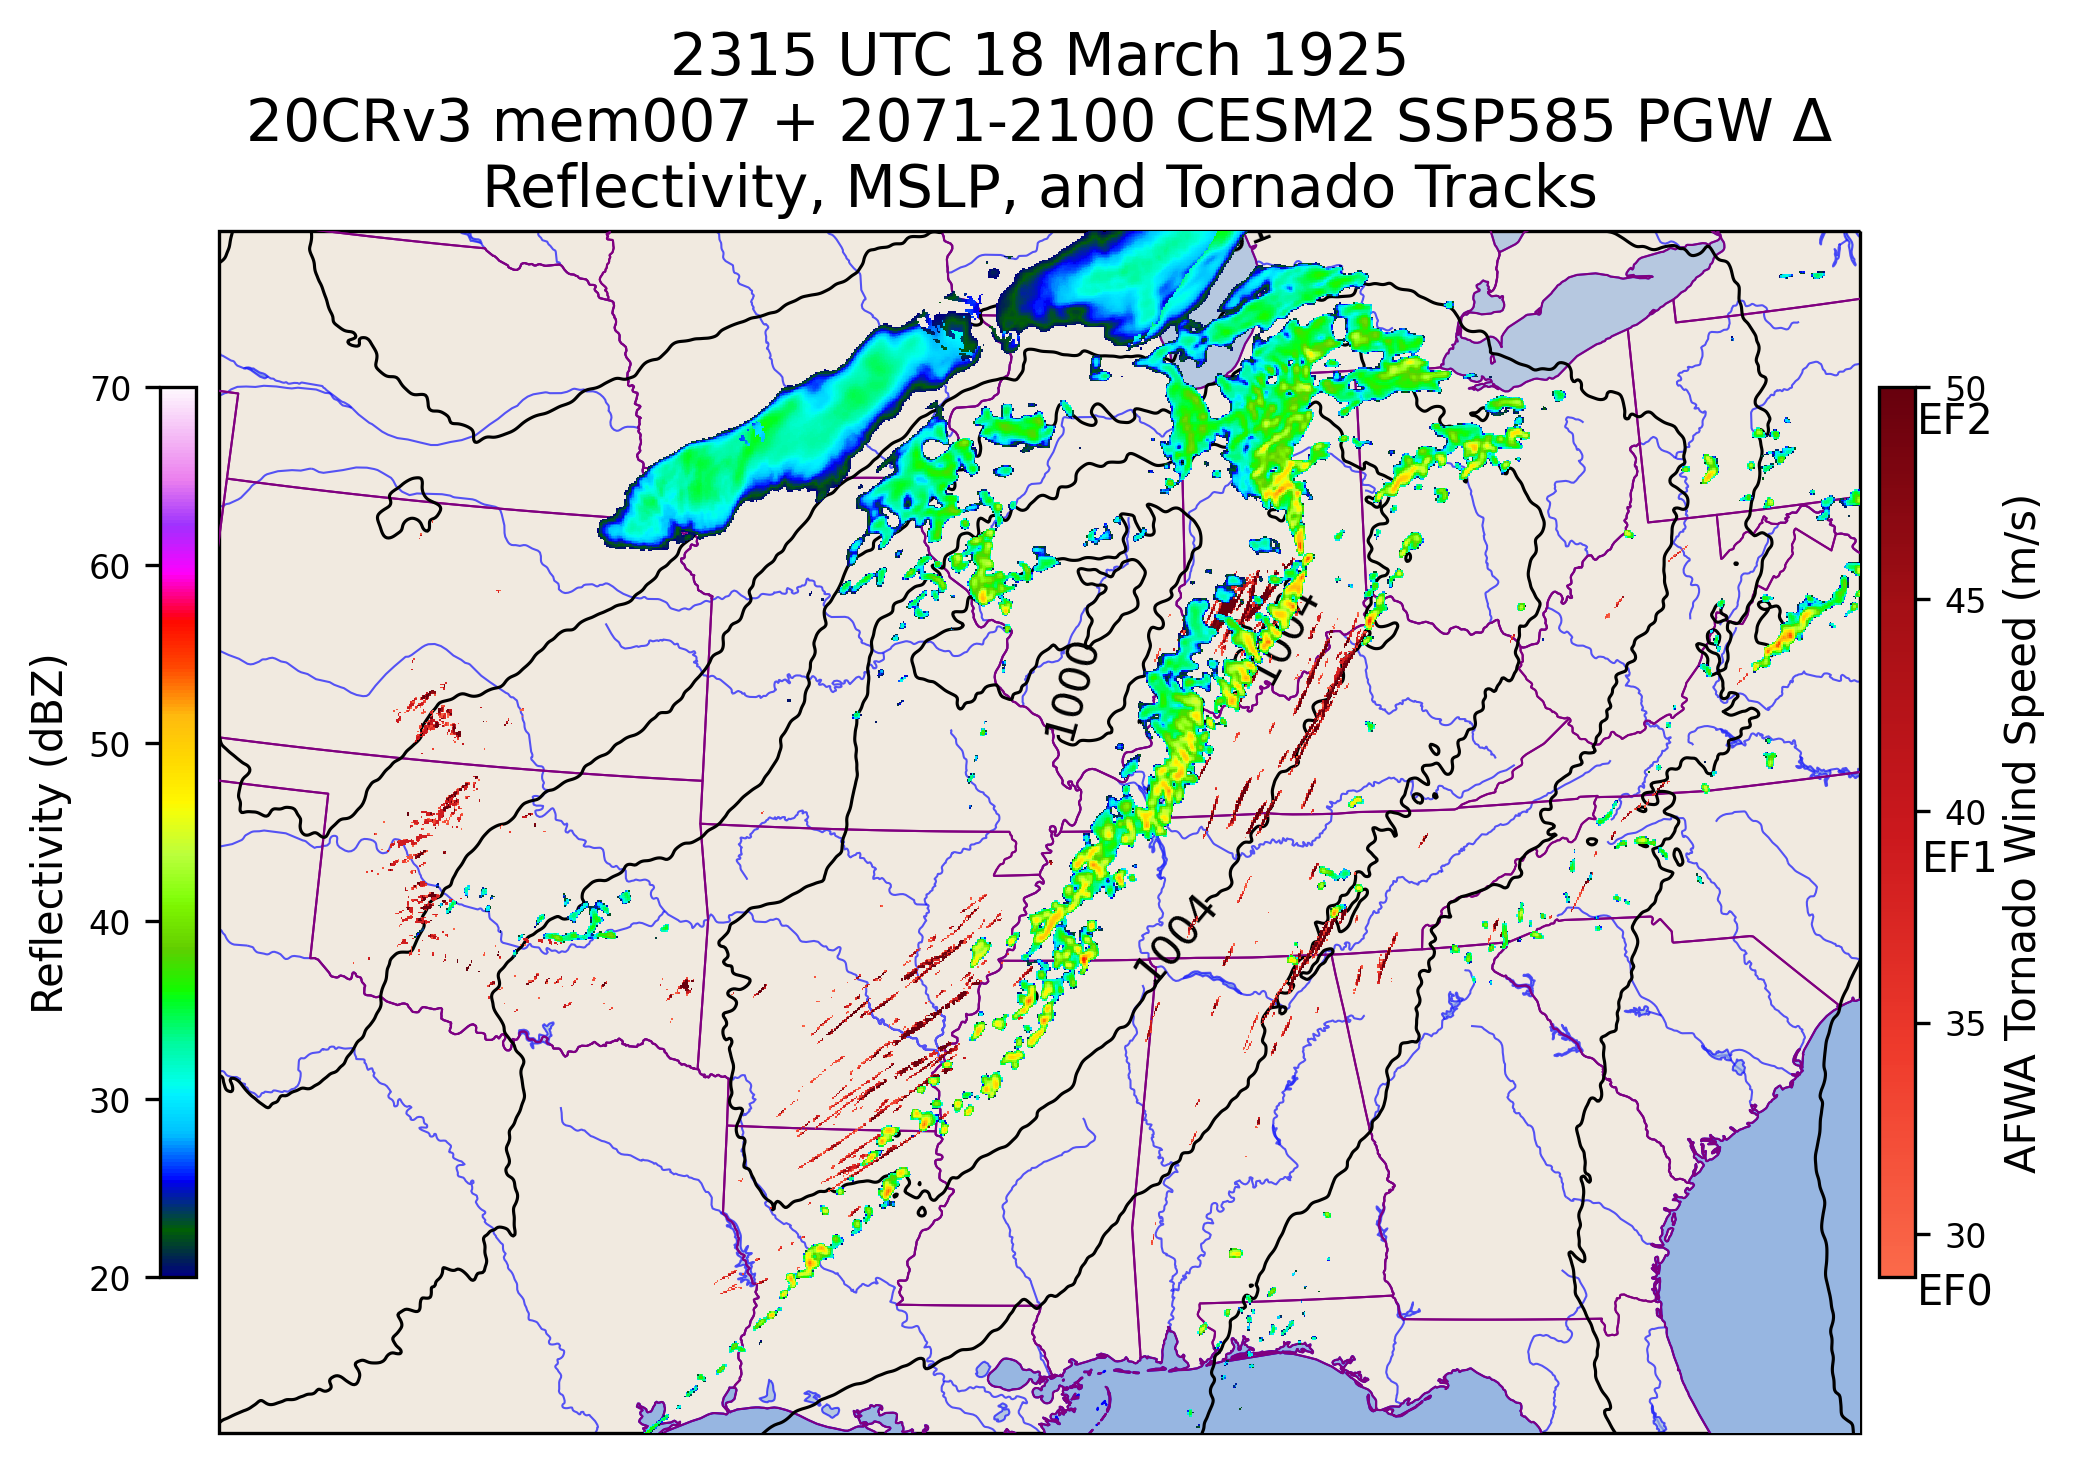 2315 UTC 18 March 1925
20CRv3 mem007 + 2071-2100 CESM2 SSP585 PGW Δ
Reflectivity, MSLP, and Tornado Tracks
70
60
50
40
30
20
Reflectivity (dBZ)
1000
1004
1004
50
EF2
45
40
EF1
35
30
EF0
AFWA Tornado Wind Speed (m/s)